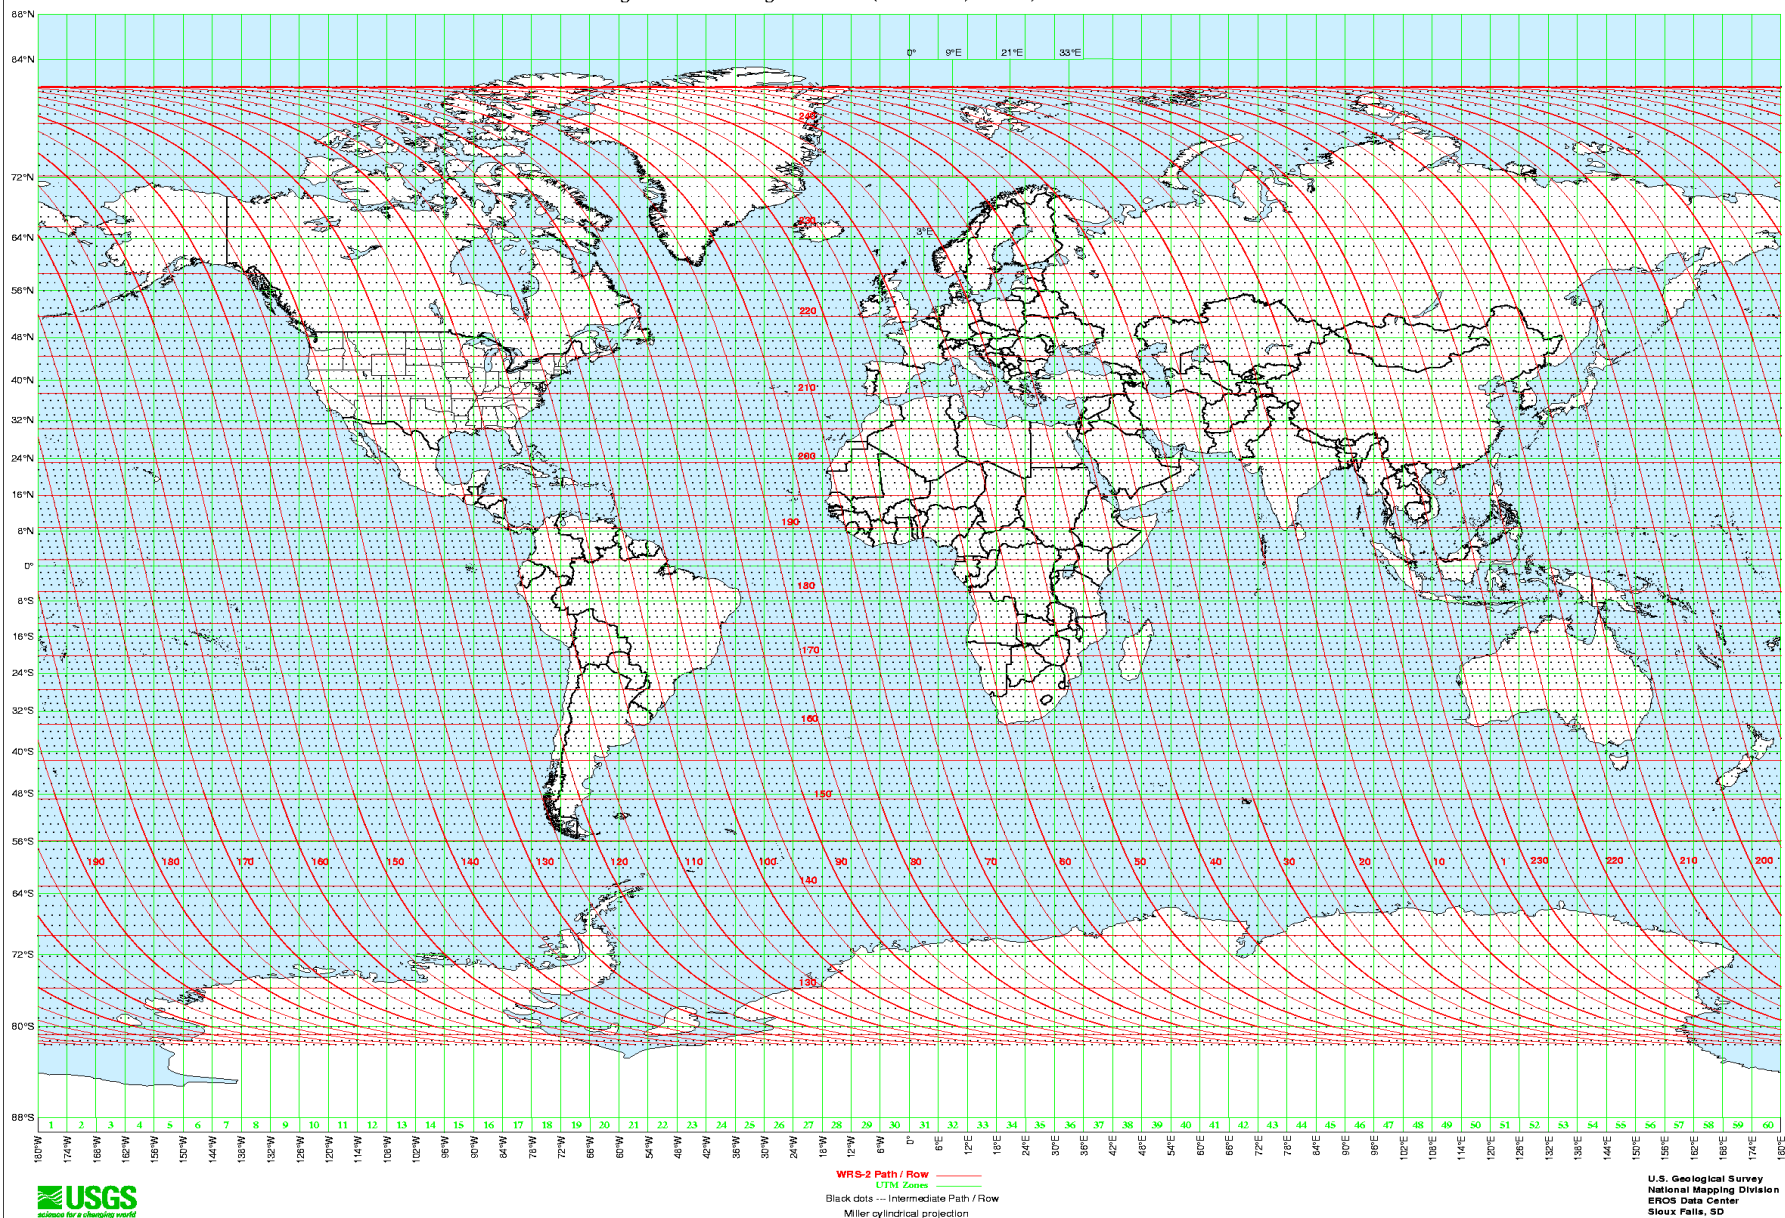 88°N
0° 9°E 21°E 33°E
84°N
240
72°N
230
3°E
64°N
56°N
220
48°N
210
40°N
32°N
200
24°N
16°N
190
8°N
0°
180
8°S
16°S
170
24°S
32°S
160
40°S
48°S
150
56°S
190 180 170 160 150 140 130 120 110 100 90 80 70 60 50 40 30 20 10 1 230 220 210 200
140
64°S
72°S
130
80°S
88°S
1 2 3 4 5 6 7 8 9 10 11 12 13 14 15 16 17 18 19 20 21 22 23 24 25 26 27 28 29 30 31 32 33 34 35 36 37 38 39 40 41 42 43 44 45 46 47 48 49 50 51 52 53 54 55 56 57 58 59 60
180°W 174°W 168°W 162°W 156°W 150°W 144°W 138°W 132°W 126°W 120°W 114°W 108°W 102°W 96°W 90°W 84°W 78°W 72°W 66°W 60°W 54°W 48°W 42°W 36°W 30°W 24°W 18°W 12°W 6°W 0° 6°E 12°E 18°E 24°E 30°E 36°E 42°E 48°E 54°E 60°E 66°E 72°E 78°E 84°E 90°E 96°E 102°E 108°E 114°E 120°E 126°E 132°E 138°E 144°E 150°E 156°E 162°E 168°E 174°E 180°E
WRS-2 Path / Row
UTM Zones
Black dots --- Intermediate Path / Row
Miller cylindrical projection
USGS
science for a changing world
U.S. Geological Survey
National Mapping Division
EROS Data Center
Sioux Falls, SD